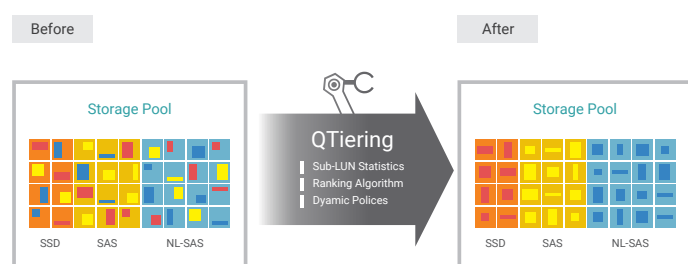 Before
After
Storage Pool
QTiering
Sub-LUN Statistics
Ranking Algorithm
Dyamic Polices
Storage Pool
SSD SAS NL-SAS
SSD SAS NL-SAS